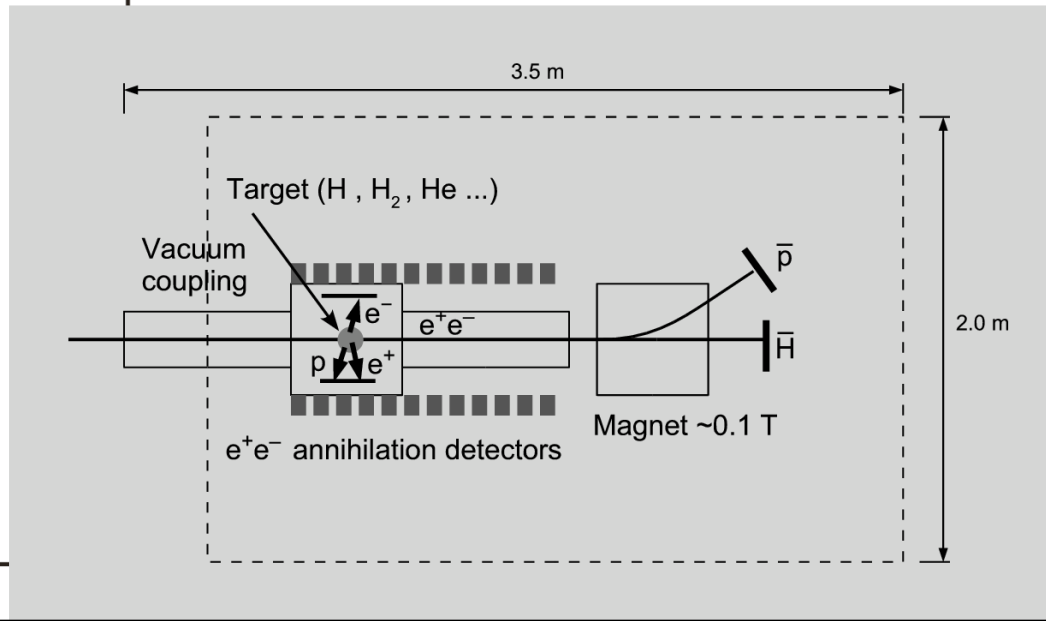 3.5 m
Target (H , H₂ , He ...)
Vacuum
coupling
p̄
e⁻
e⁺e⁻
2.0 m
H̄
p
e⁺
Magnet ~0.1 T
e⁺e⁻ annihilation detectors